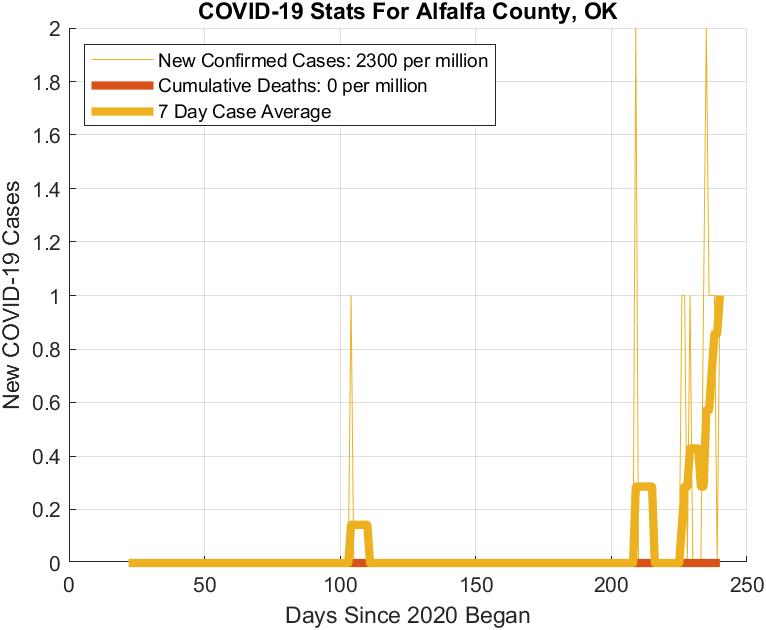 COVID-19 Stats For Alfalfa County, OK
New Confirmed Cases: 2300 per million
Cumulative Deaths: 0 per million
7 Day Case Average
New COVID-19 Cases
2
1.8
1.6
1.4
1.2
1
0.8
0.6
0.4
0.2
0
0 50 100 150 200 250
Days Since 2020 Began